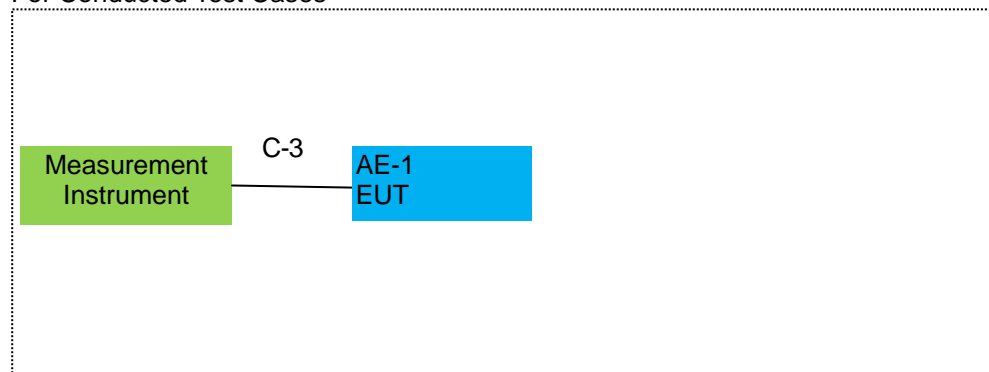 For Conducted Test Cases
C-3
Measurement
Instrument
AE-1
EUT